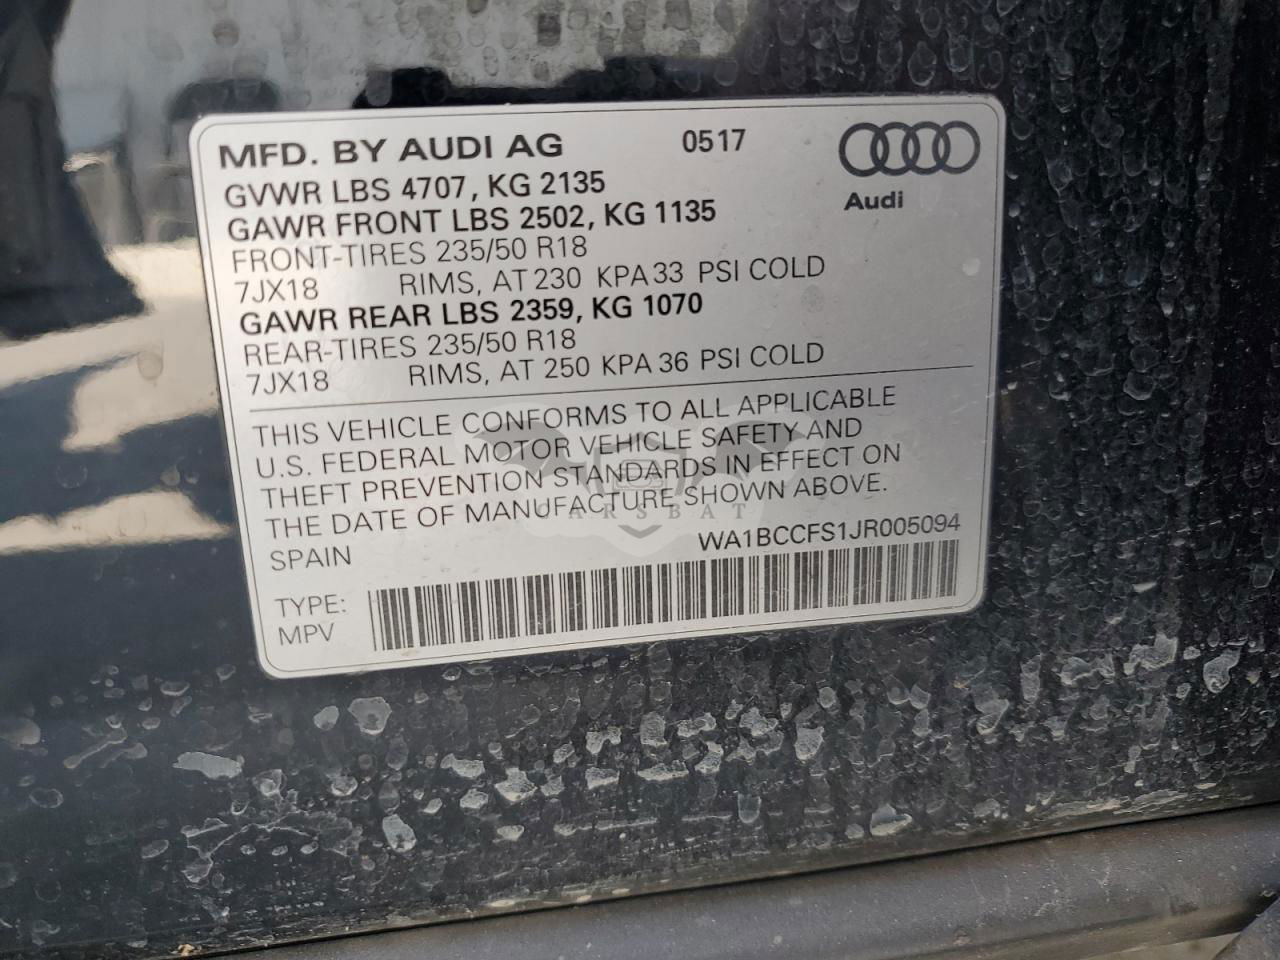 MFD. BY AUDI AG 0517
Audi
GVWR LBS 4707, KG 2135
GAWR FRONT LBS 2502, KG 1135
FRONT-TIRES 235/50 R18
7JX18 RIMS, AT 230 KPA 33 PSI COLD
GAWR REAR LBS 2359, KG 1070
REAR-TIRES 235/50 R18
7JX18 RIMS, AT 250 KPA 36 PSI COLD
THIS VEHICLE CONFORMS TO ALL APPLICABLE
U.S. FEDERAL MOTOR VEHICLE SAFETY AND
THEFT PREVENTION STANDARDS IN EFFECT ON
THE DATE OF MANUFACTURE SHOWN ABOVE.
CARSBAT
SPAIN WA1BCCFS1JR005094
TYPE:
MPV